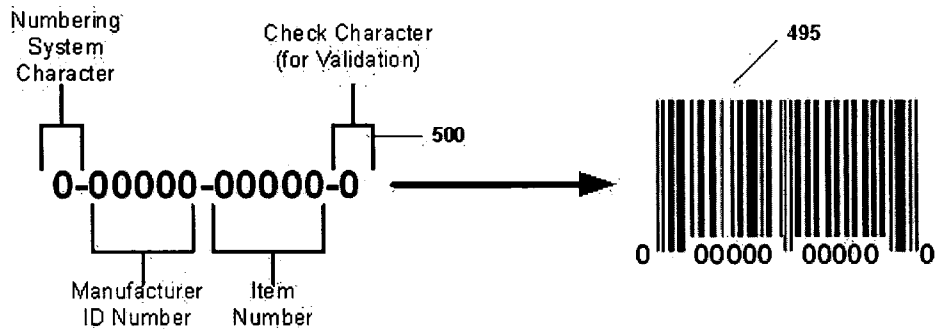 Numbering
System
Character
Check Character
(for Validation)
495
500
0-00000-00000-0
0 00000 00000 0
Manufacturer
ID Number
Item
Number